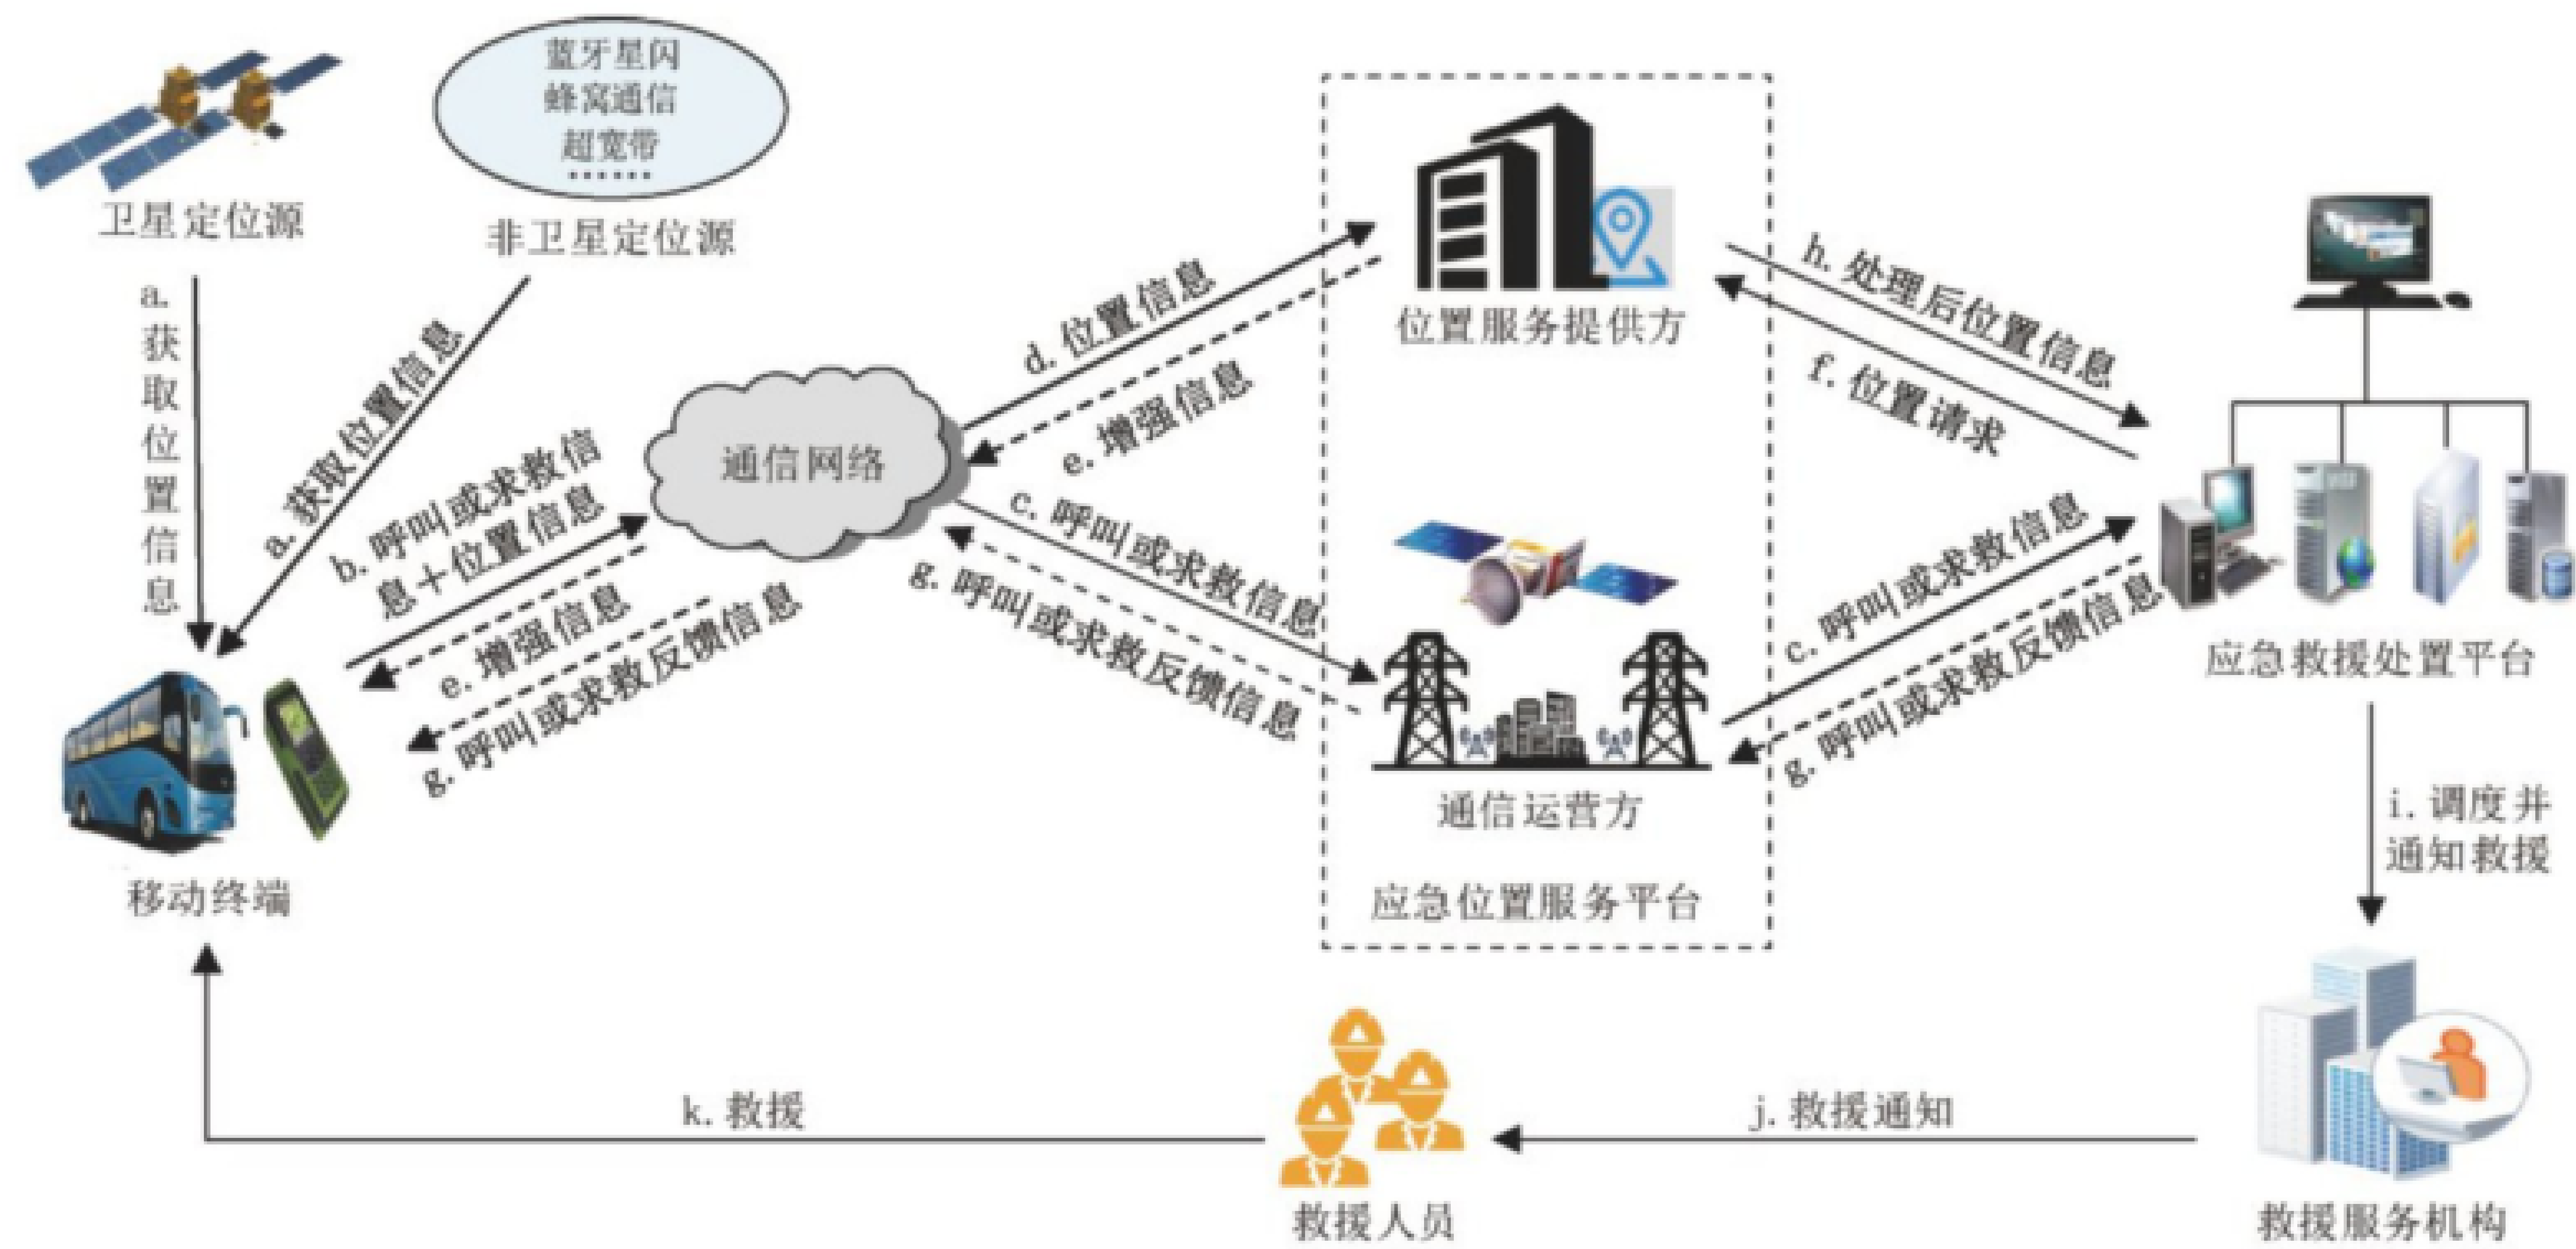 蓝牙星闪
蜂窝通信
超宽带
……
卫星定位源
非卫星定位源
a.获取位置信息
a.获取位置信息
b.呼叫或求救信
息+位置信息
e.增强信息
g.呼叫或求救反馈信息
通信网络
d.位置信息
e.增强信息
c.呼叫或求救信息
g.呼叫或求救反馈信息
位置服务提供方
通信运营方
应急位置服务平台
h.处理后位置信息
f.位置请求
c.呼叫或求救信息
g.呼叫或求救反馈信息
应急救援处置平台
i.调度并
通知救援
移动终端
k.救援
j.救援通知
救援人员
救援服务机构